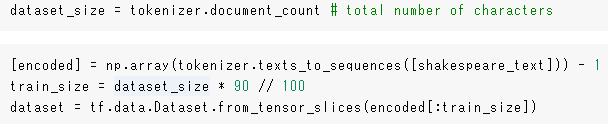 dataset_size = tokenizer.document_count # total number of characters
[encoded] = np.array(tokenizer.texts_to_sequences([shakespeare_text])) - 1
train_size = dataset_size * 90 // 100
dataset = tf.data.Dataset.from_tensor_slices(encoded[:train_size])